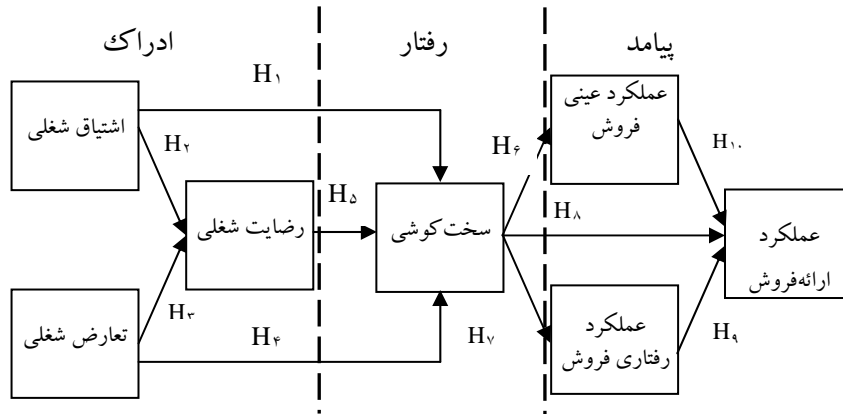 ادراك
رفتار
پیامد
H۱
عملکرد عینی
فروش
اشتیاق شغلی
H۲
H۶
H۱۰
رضایت شغلی
H۵
سخت‌کوشی
H۸
عملکرد
ارائه‌فروش
H۳
تعارض شغلی
H۴
H۷
عملکرد
رفتاری فروش
H۹